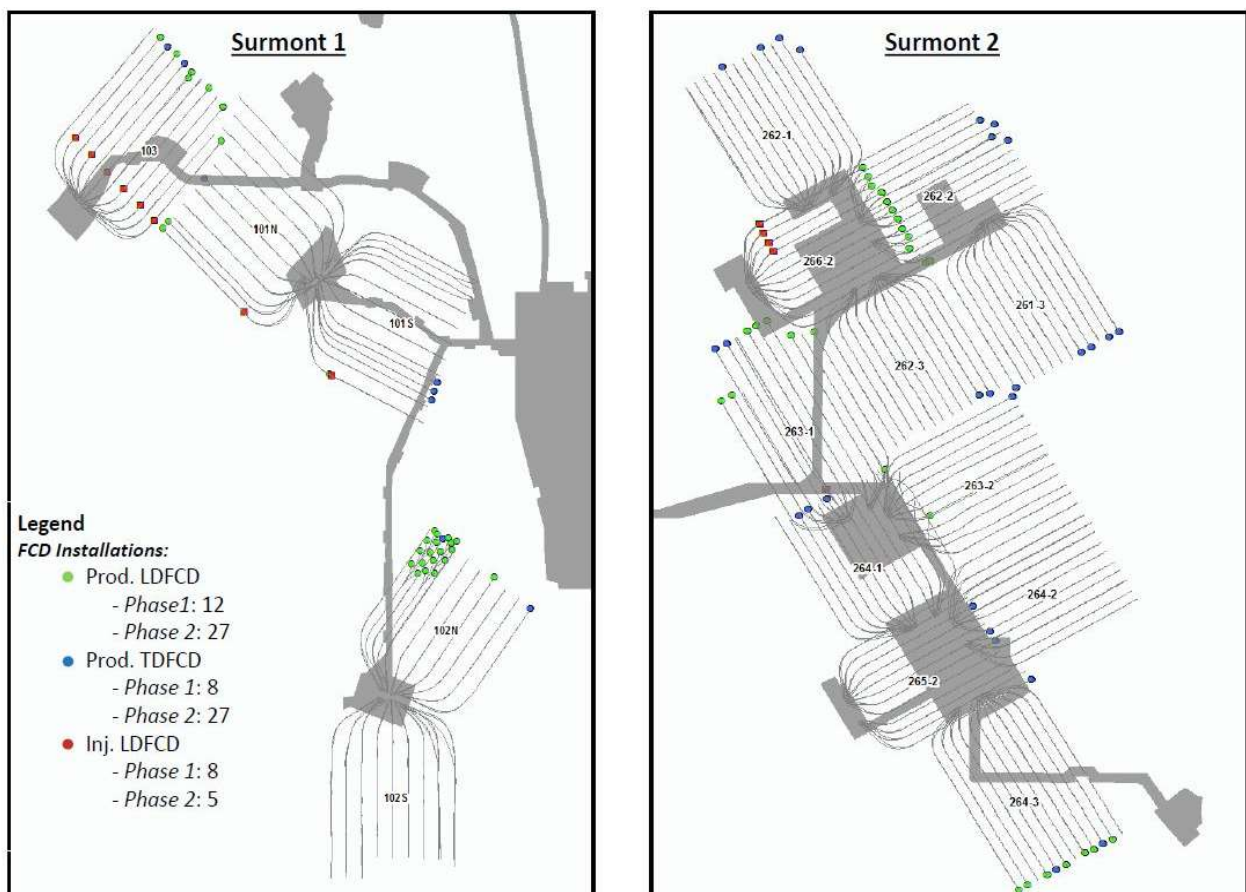 Surmont 1
103
101N
101S
Legend
FCD Installations:
Prod. LDFCD
- Phase1: 12
- Phase 2: 27
Prod. TDFCD
- Phase 1: 8
- Phase 2: 27
Inj. LDFCD
- Phase 1: 8
- Phase 2: 5
102N
102S
Surmont 2
262-1
262-2
266-2
261-3
262-3
263-1
263-2
264-1
264-2
265-2
264-3